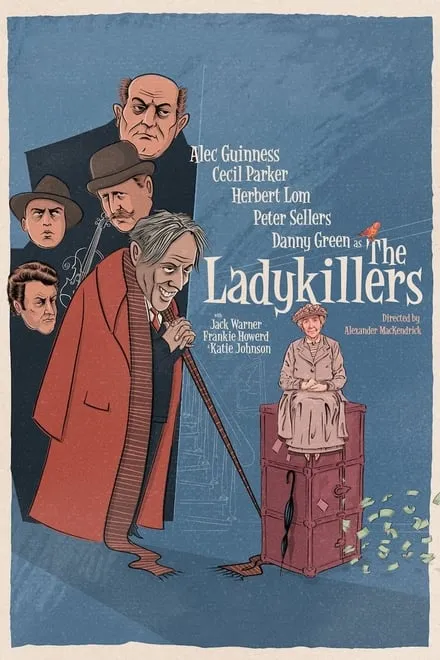 Alec Guinness
Cecil Parker
Herbert Lom
Peter Sellers
Danny Green as
The
Ladykillers
with
Jack Warner
Frankie Howerd
& Katie Johnson
Directed by
Alexander MacKendrick